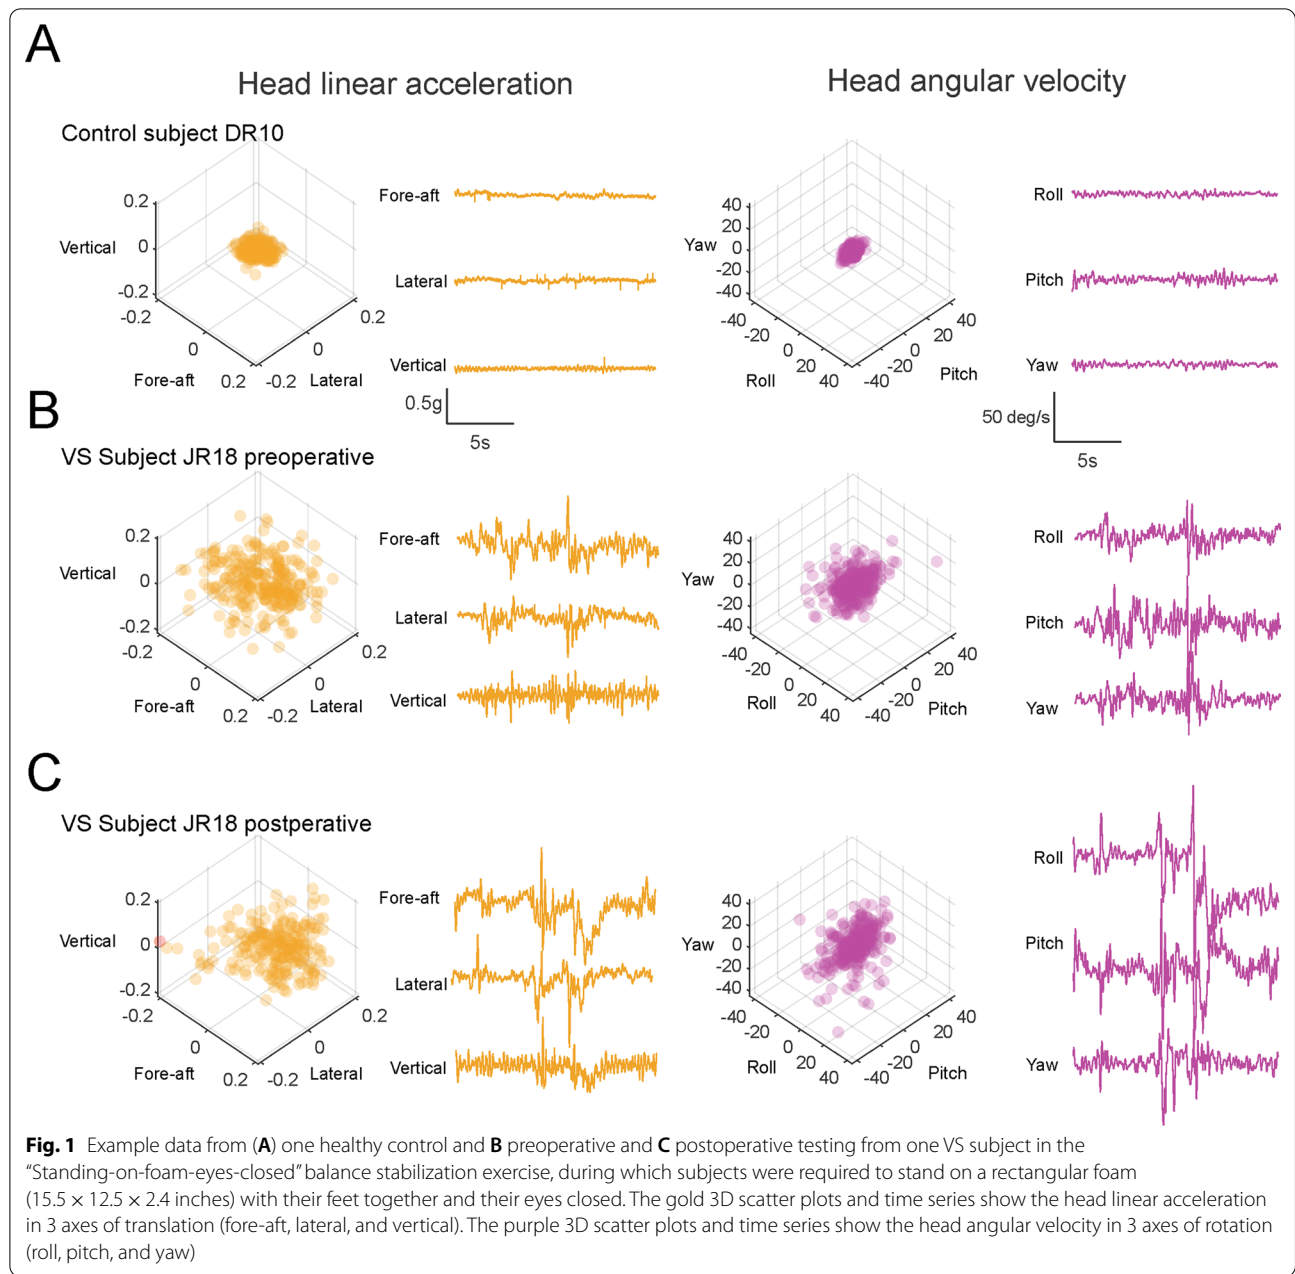 A
Head linear acceleration
Head angular velocity
Control subject DR10
0.2
Vertical 0
-0.2
-0.2
0
Fore-aft 0.2
-0.2 Lateral
0
0.2
Fore-aft
Lateral
Vertical
0.5g
5s
40
20
Yaw 0
-20
-40
-40
-20
0
20
Roll 40
-40
-20
0 Pitch
20
40
Roll
Pitch
Yaw
50 deg/s
5s
B
VS Subject JR18 preoperative
0.2
Vertical 0
-0.2
-0.2
0
Fore-aft 0.2
-0.2 Lateral
0
0.2
Fore-aft
Lateral
Vertical
40
20
Yaw 0
-20
-40
-40
-20
0
Roll 20
40
-40
-20 Pitch
0
20
40
Roll
Pitch
Yaw
C
VS Subject JR18 postperative
0.2
Vertical 0
-0.2
-0.2
0
Fore-aft 0.2
-0.2 Lateral
0
0.2
Fore-aft
Lateral
Vertical
40
20
Yaw 0
-20
-40
-40
-20
0
Roll 20
40
-40
-20 Pitch
0
20
40
Roll
Pitch
Yaw
Fig. 1 Example data from (A) one healthy control and B preoperative and C postoperative testing from one VS subject in the
“Standing-on-foam-eyes-closed” balance stabilization exercise, during which subjects were required to stand on a rectangular foam
(15.5 × 12.5 × 2.4 inches) with their feet together and their eyes closed. The gold 3D scatter plots and time series show the head linear acceleration
in 3 axes of translation (fore-aft, lateral, and vertical). The purple 3D scatter plots and time series show the head angular velocity in 3 axes of rotation
(roll, pitch, and yaw)